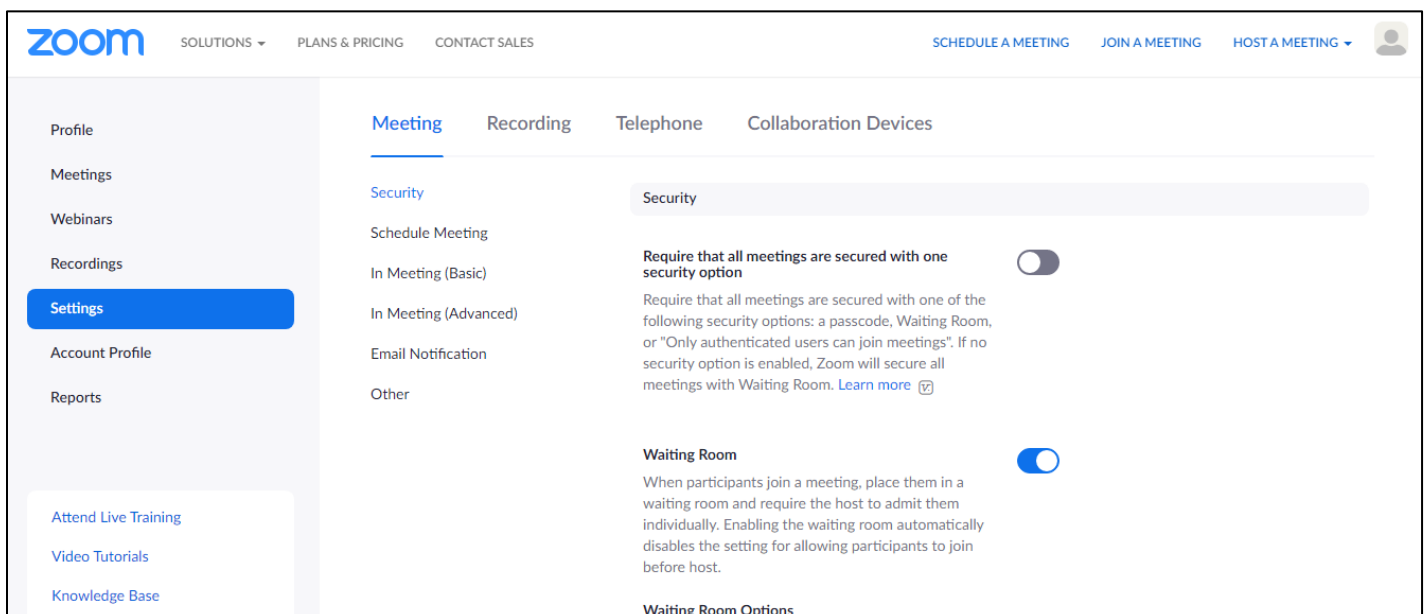 zoom SOLUTIONS PLANS & PRICING CONTACT SALES SCHEDULE A MEETING JOIN A MEETING HOST A MEETING
Profile
Meetings
Webinars
Recordings
Settings
Account Profile
Reports
Attend Live Training
Video Tutorials
Knowledge Base
Meeting Recording Telephone Collaboration Devices
Security
Schedule Meeting
In Meeting (Basic)
In Meeting (Advanced)
Email Notification
Other
Security
Require that all meetings are secured with one
security option
Require that all meetings are secured with one of the
following security options: a passcode, Waiting Room,
or "Only authenticated users can join meetings". If no
security option is enabled, Zoom will secure all
meetings with Waiting Room. Learn more
Waiting Room
When participants join a meeting, place them in a
waiting room and require the host to admit them
individually. Enabling the waiting room automatically
disables the setting for allowing participants to join
before host.
Waiting Room Options